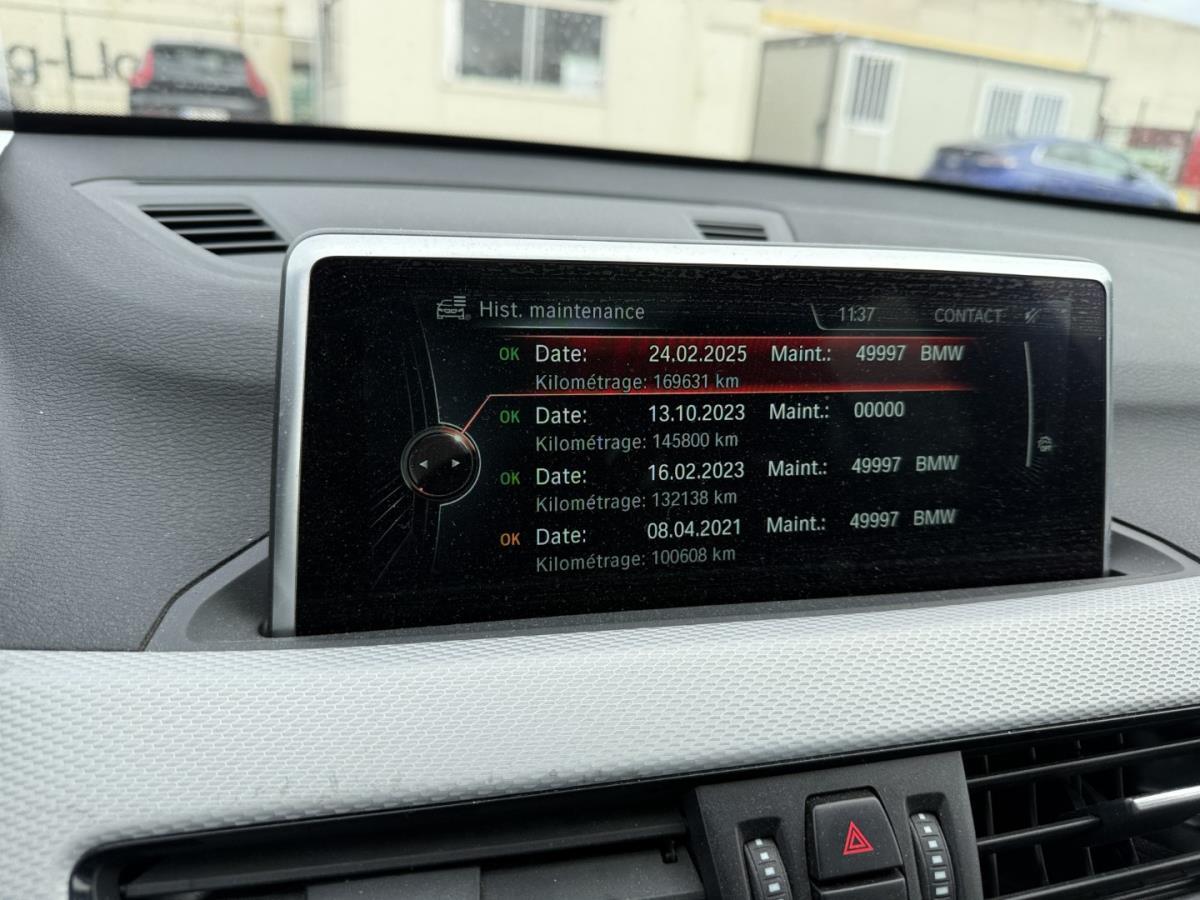 Hist. maintenance 11:37 CONTACT
OK Date: 24.02.2025 Maint.: 49997 BMW
Kilométrage: 169631 km
OK Date: 13.10.2023 Maint.: 00000
Kilométrage: 145800 km
OK Date: 16.02.2023 Maint.: 49997 BMW
Kilométrage: 132138 km
OK Date: 08.04.2021 Maint.: 49997 BMW
Kilométrage: 100608 km